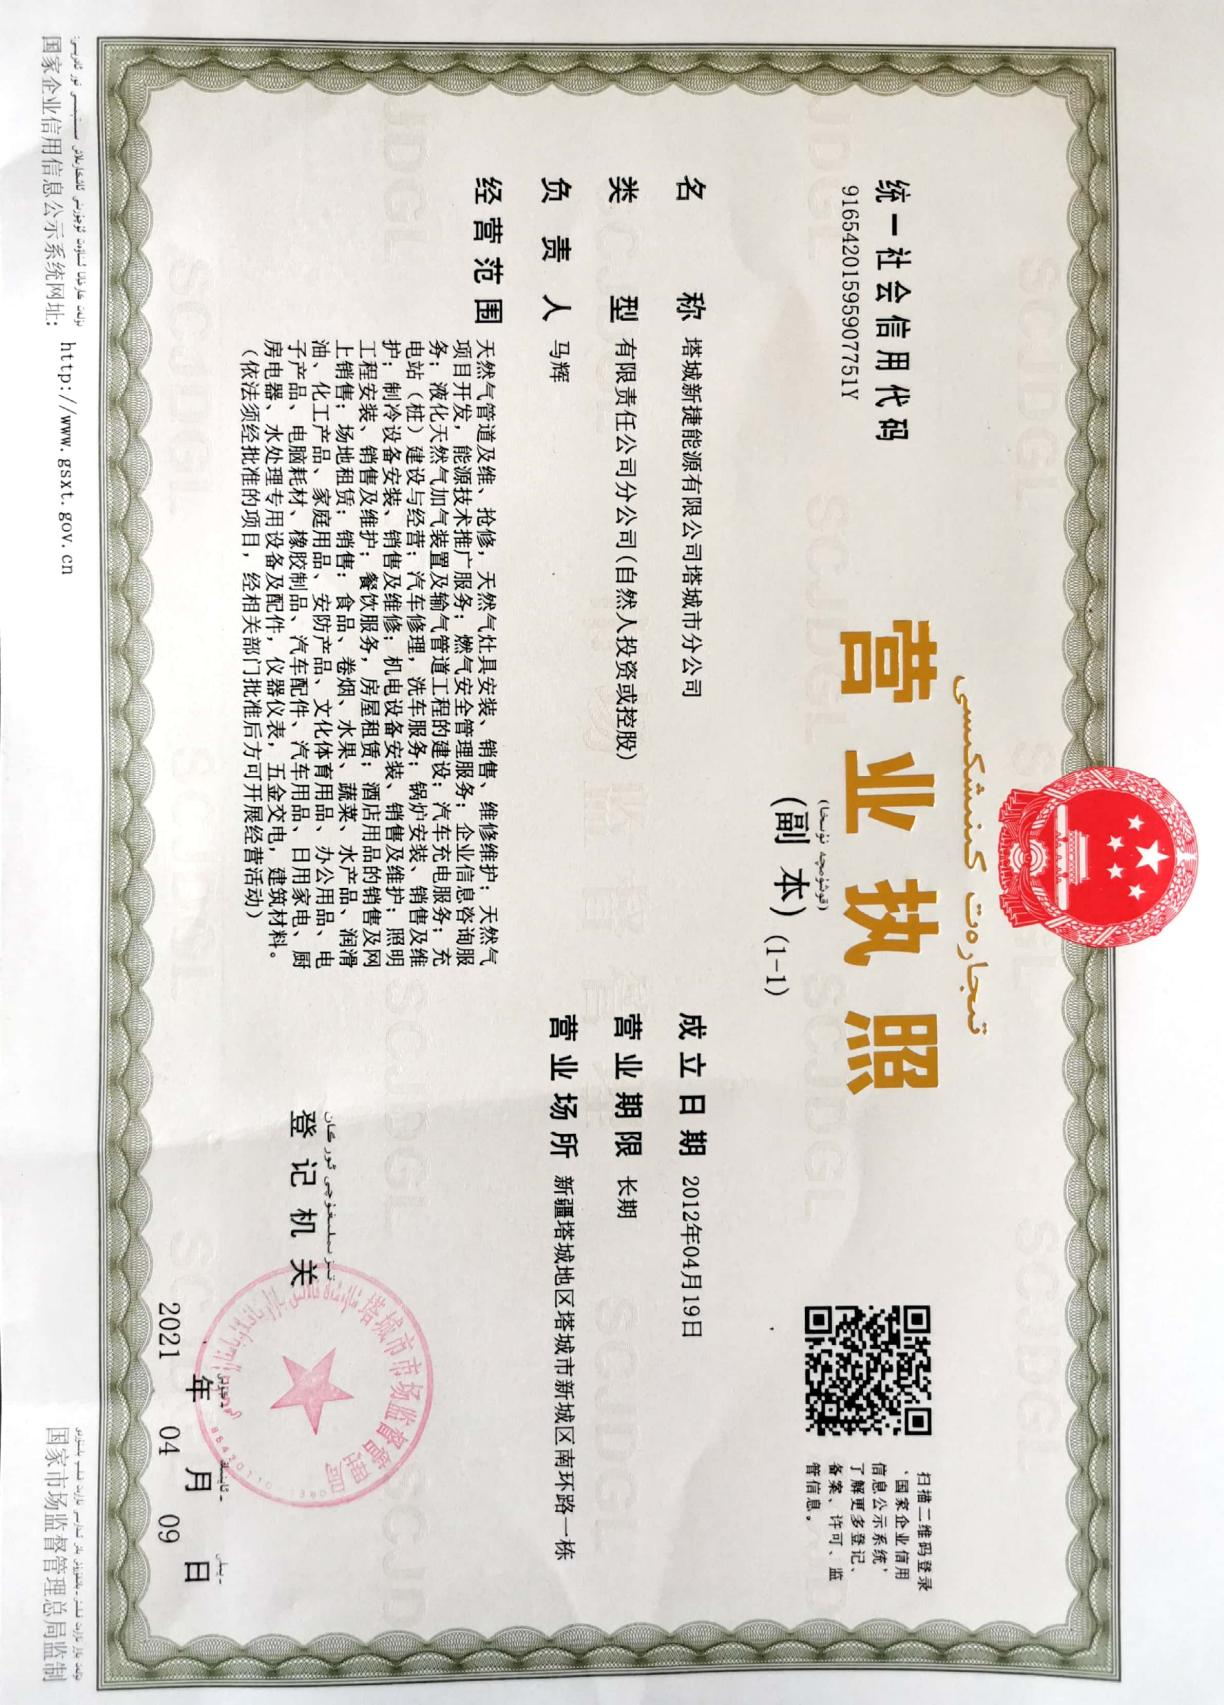 تىجارەت كىنىشكىسى
营业执照
(قوشۇمچە نۇسخا)
(副 本) (1-1)
统一社会信用代码
91654201595907751Y
扫描二维码登录
‘国家企业信用
信息公示系统’
了解更多登记、
备案、许可、监
管信息。
名 称 塔城新捷能源有限公司塔城市分公司
类 型 有限责任公司分公司(自然人投资或控股)
负 责 人 马辉
经 营 范 围 天然气管道及维、抢修，天然气灶具安装、销售、维修维护；天然气
项目开发，能源技术推广服务；燃气安全管理服务；企业信息咨询服
务；液化天然气加气装置及输气管道工程的建设；汽车充电服务；充
电站（桩）建设与经营；汽车修理，洗车服务；锅炉安装、销售及维
护；制冷设备安装、销售及维修；机电设备安装、销售及维护；照明
工程安装、销售及维护；餐饮服务，房屋租赁；酒店用品的销售及网
上销售；场地租赁；销售：食品、卷烟、水果、蔬菜、水产品、润滑
油、化工产品、家庭用品、安防产品、文化体育用品、办公用品、电
子产品、电脑耗材、橡胶制品、汽车配件、汽车用品、日用家电、厨
房电器、水处理专用设备及配件，仪器仪表，五金交电，建筑材料。
（依法须经批准的项目，经相关部门批准后方可开展经营活动）
成 立 日 期 2012年04月19日
营 业 期 限 长期
营 业 场 所 新疆塔城地区塔城市新城区南环路一栋
登 记 机 关
塔城市市场监督管理局
2021 年 04 月 09 日
国家企业信用信息公示系统网址： http://www.gsxt.gov.cn
国家市场监督管理总局监制